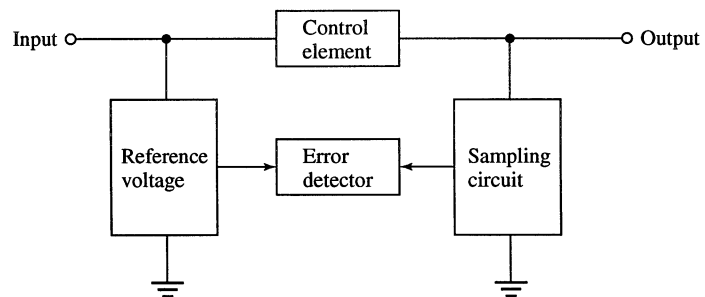 Input
Control
element
Output
Reference
voltage
Error
detector
Sampling
circuit